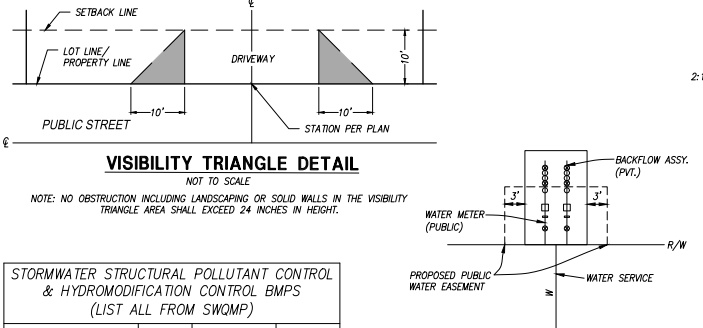 ℄
SETBACK LINE
LOT LINE/
PROPERTY LINE
DRIVEWAY
10'
10'
10'
PUBLIC STREET
STATION PER PLAN
℄
VISIBILITY TRIANGLE DETAIL
NOT TO SCALE
NOTE: NO OBSTRUCTION INCLUDING LANDSCAPING OR SOLID WALLS IN THE VISIBILITY
TRIANGLE AREA SHALL EXCEED 24 INCHES IN HEIGHT.
STORMWATER STRUCTURAL POLLUTANT CONTROL
& HYDROMODIFICATION CONTROL BMPS
(LIST ALL FROM SWQMP)
BACKFLOW ASSY.
(PVT.)
3'
3'
WATER METER
(PUBLIC)
R/W
PROPOSED PUBLIC
WATER EASEMENT
WATER SERVICE
W